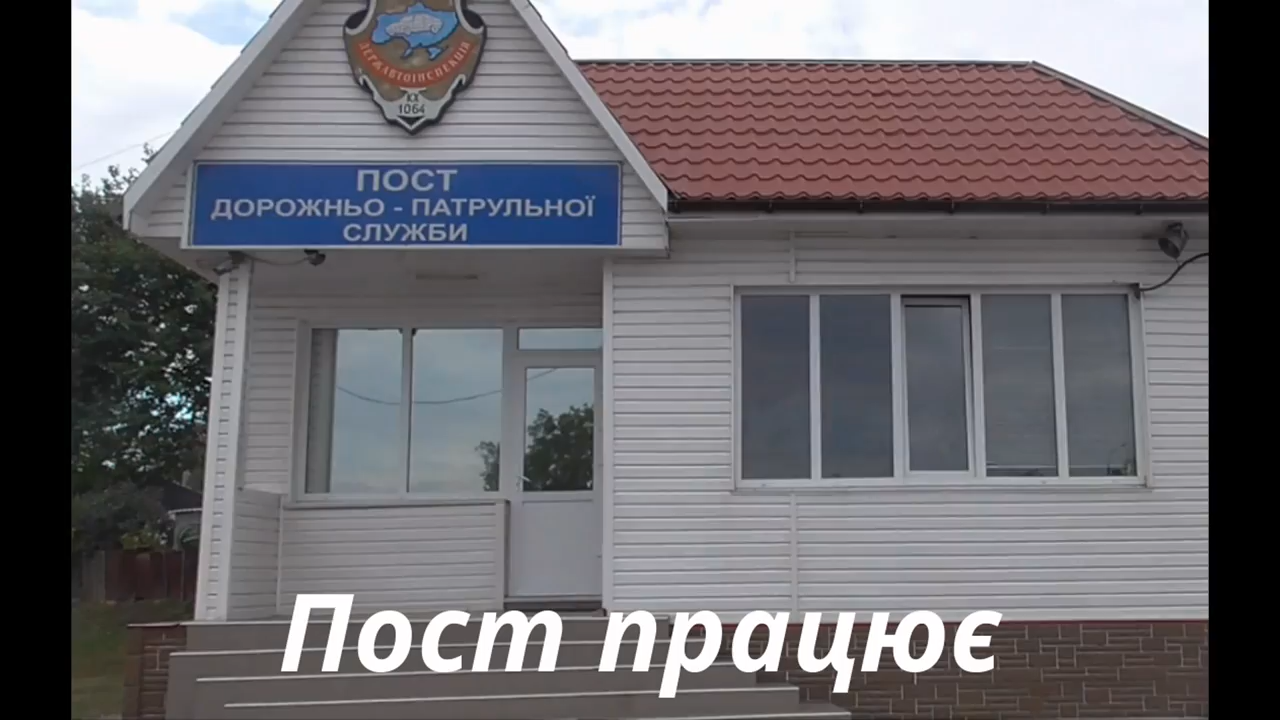 ДЕРЖАВТОІНСПЕКЦІЯ
КХ
1064
ПОСТ
ДОРОЖНЬО - ПАТРУЛЬНОЇ
СЛУЖБИ
Пост працює